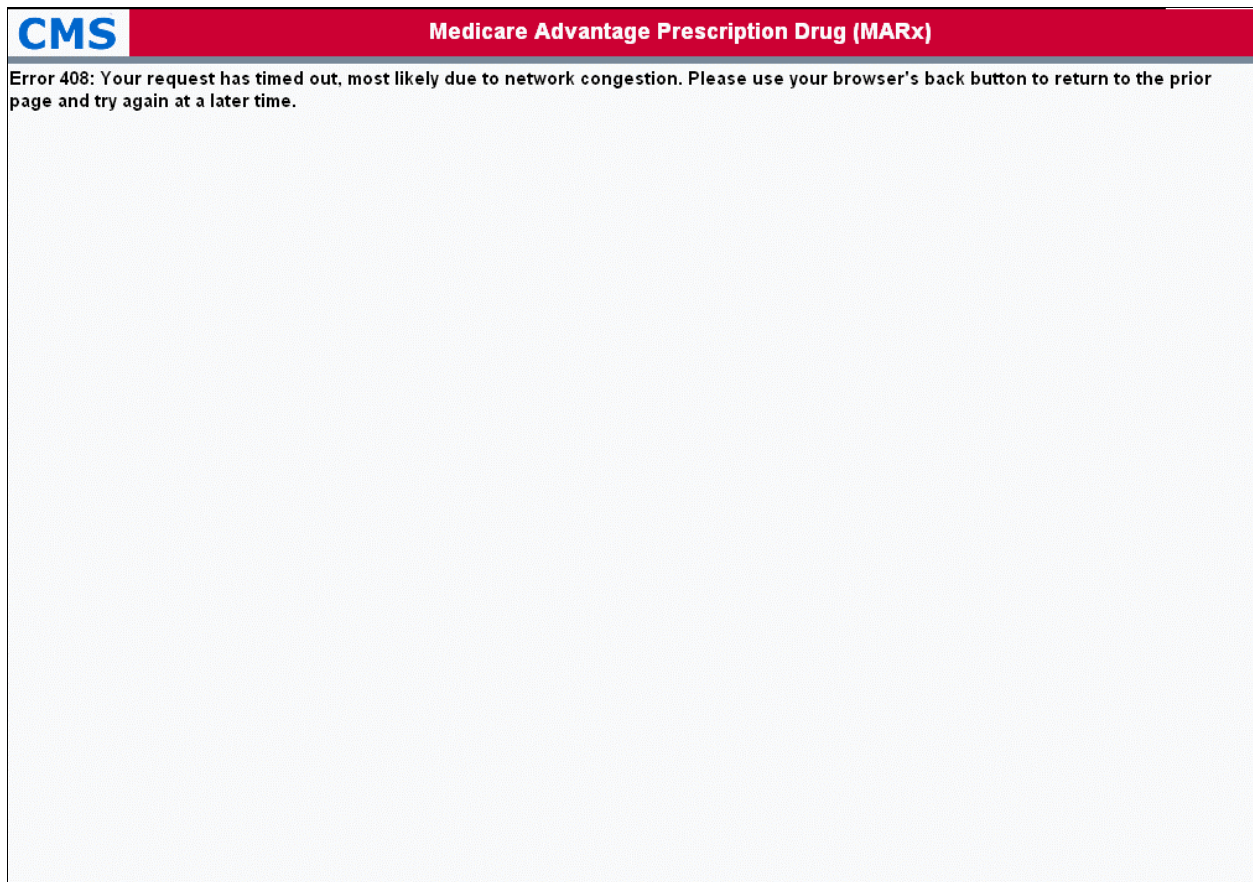 CMS
Medicare Advantage Prescription Drug (MARx)
Error 408: Your request has timed out, most likely due to network congestion. Please use your browser's back button to return to the prior
page and try again at a later time.